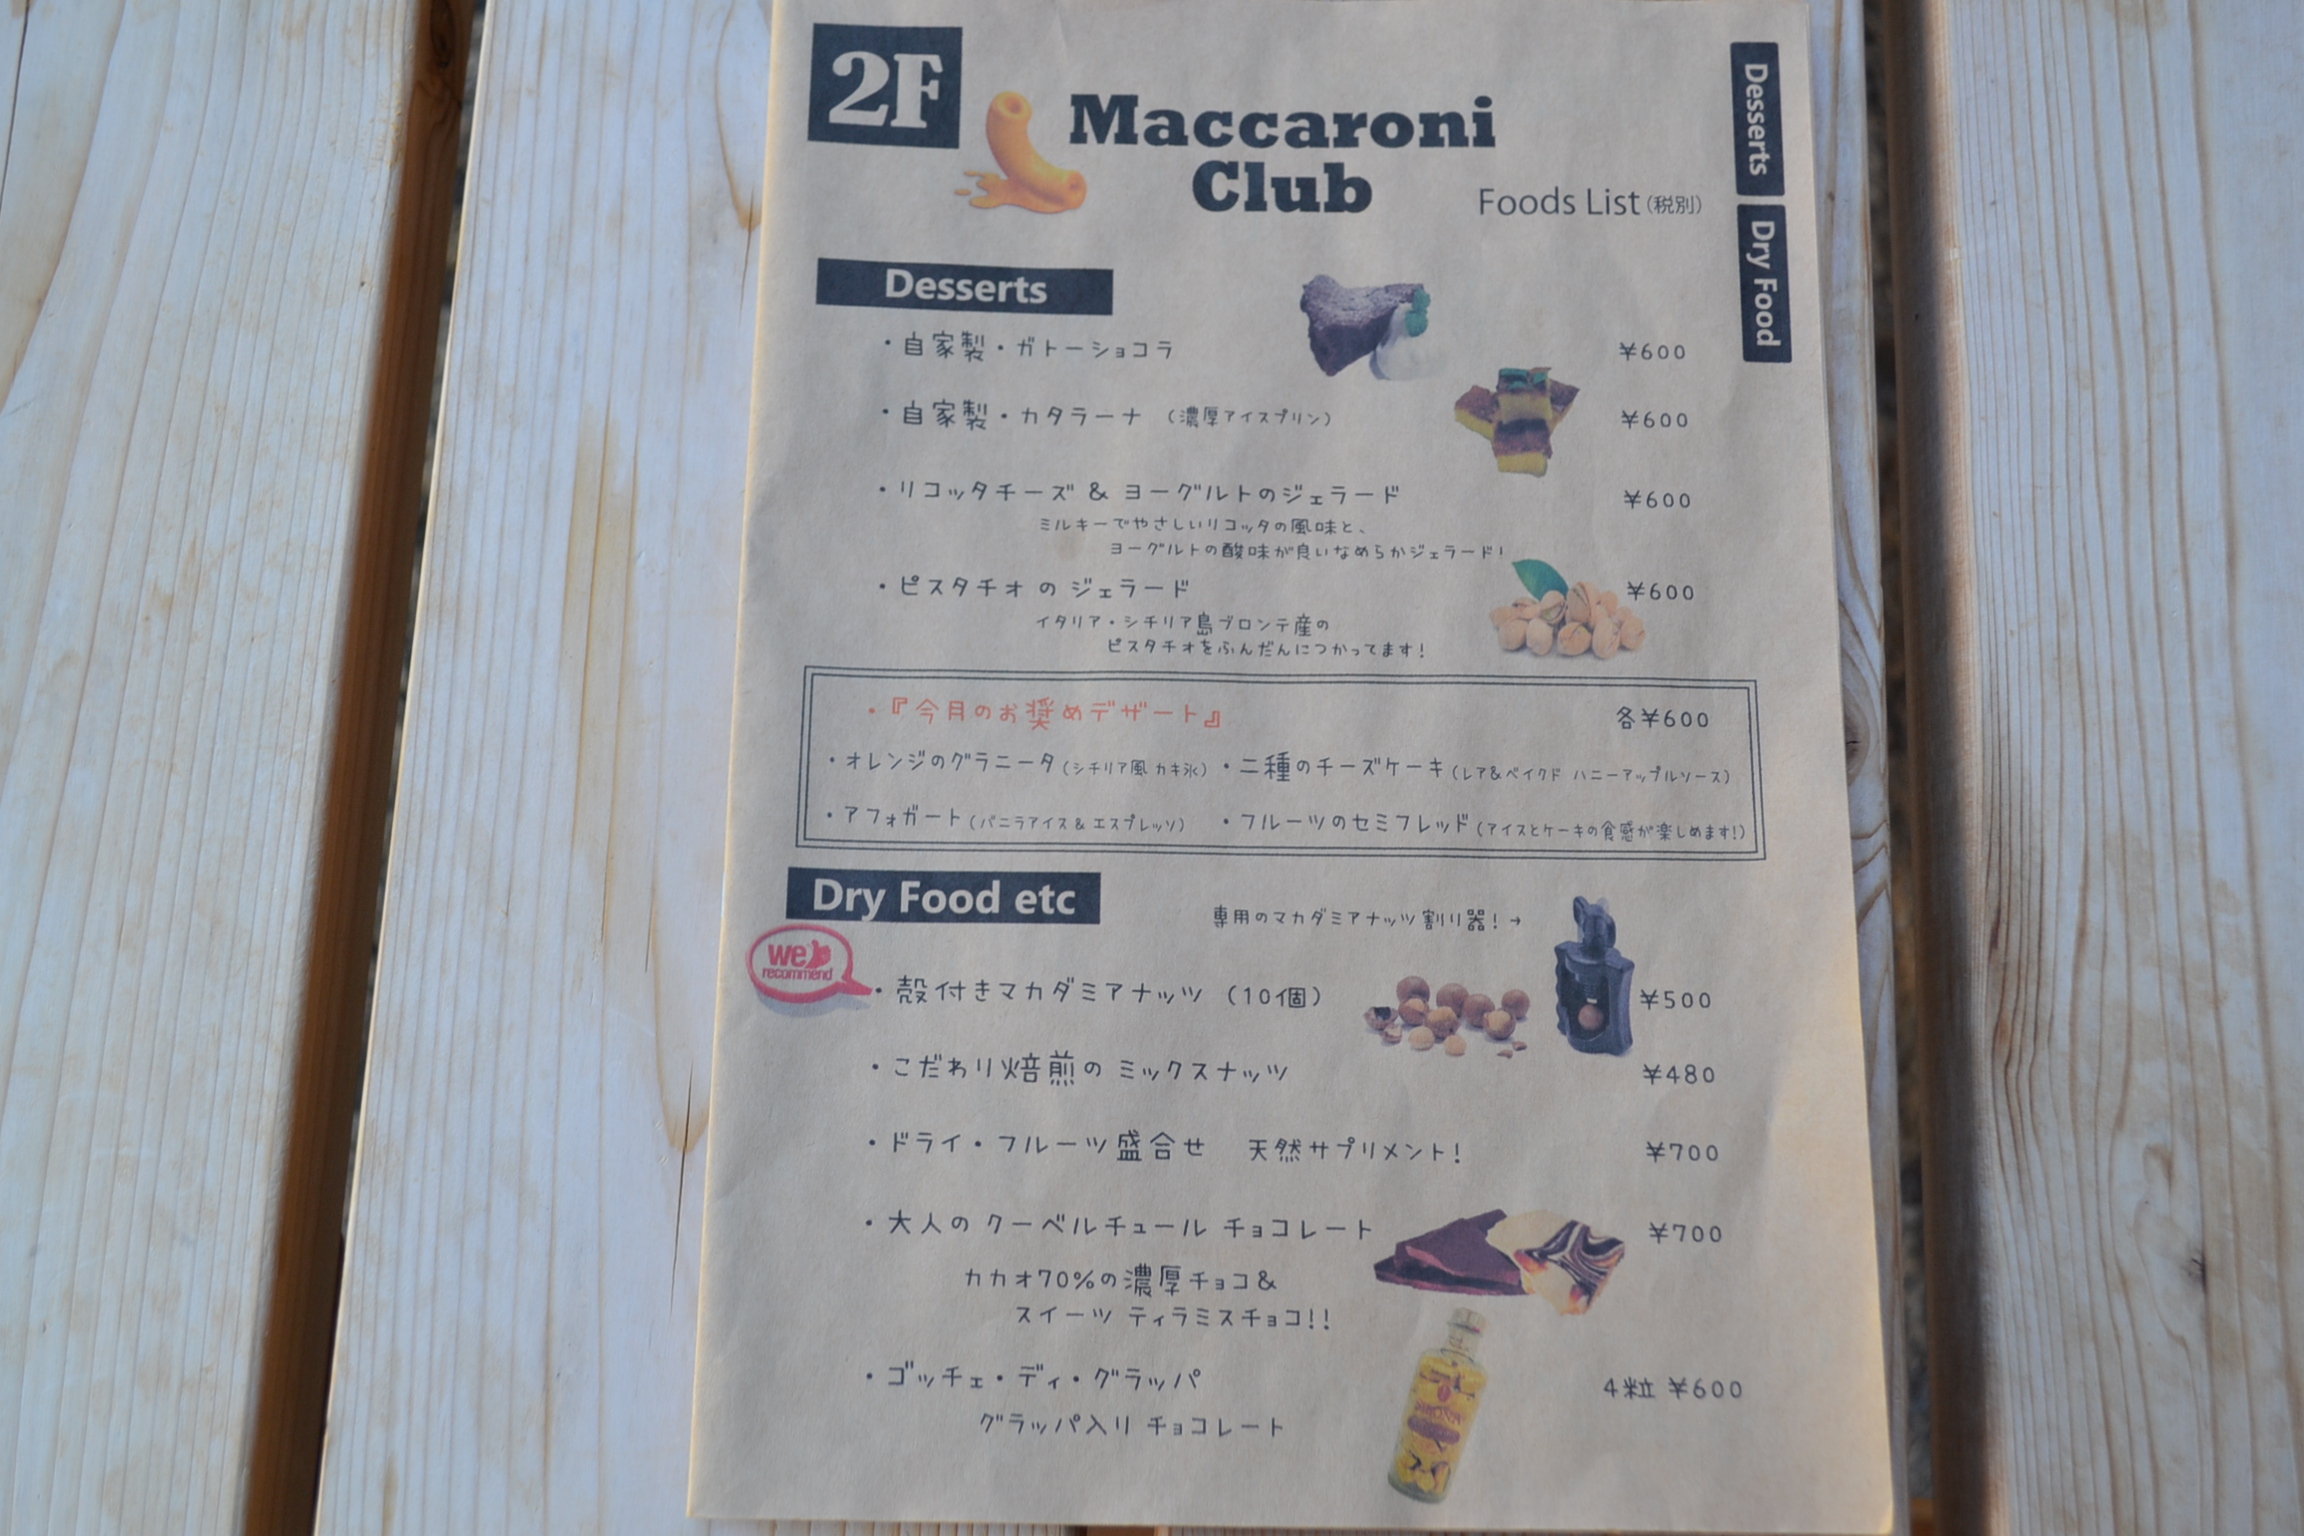 2F
Maccaroni
Club
Foods List (税別)
Desserts
Dry Food
Desserts
・自家製・ガトーショコラ ¥600
・自家製・カタラーナ (濃厚アイスプリン) ¥600
・リコッタチーズ & ヨーグルトのジェラード ¥600
ミルキーでやさしいリコッタの風味と、
ヨーグルトの酸味が良いなめらかジェラード!
・ピスタチオ の ジェラード ¥600
イタリア・シチリア島ブロンテ産の
ピスタチオをふんだんにつかってます!
・『今月のお奨めデザート』 各¥600
・オレンジのグラニータ (シチリア風 カキ氷) ・二種のチーズケーキ (レア&ベイクド ハニーアップルソース)
・アフォガート (バニラアイス & エスプレッソ) ・フルーツのセミフレッド (アイスとケーキの食感が楽しめます!)
Dry Food etc
専用のマカダミアナッツ割り器! →
we
recommend
・殻付きマカダミアナッツ (10個) ¥500
・こだわり焙煎の ミックスナッツ ¥480
・ドライ・フルーツ盛合せ 天然サプリメント! ¥700
・大人の クーベルチュール チョコレート ¥700
カカオ70%の濃厚チョコ&
スイーツ ティラミスチョコ!!
・ゴッチェ・ディ・グラッパ 4粒 ¥600
グラッパ入り チョコレート